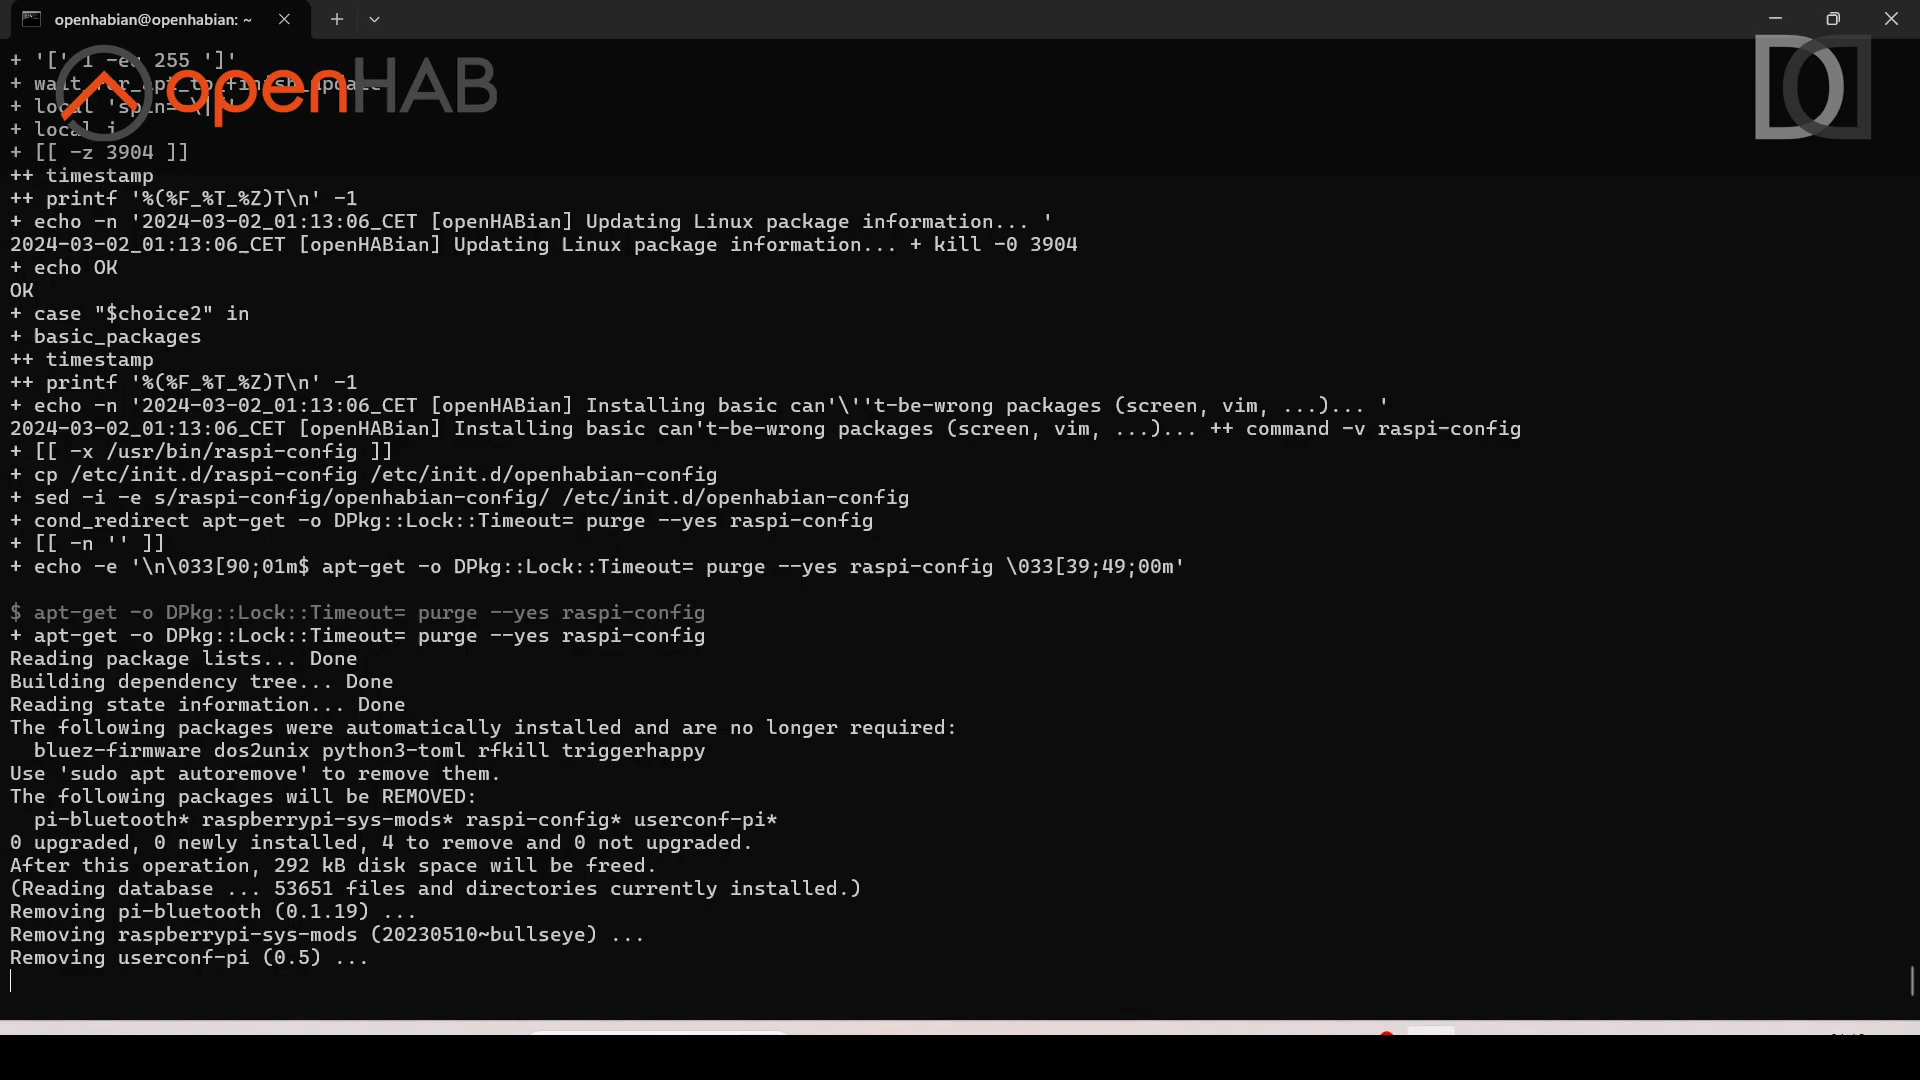 openhabian@openhabian: ~
+ '[' 1 -eq 255 ']'
openHAB
+ wait_for_apt_to_finish_update
+ local 'spin=
+ local i
+ [[ -z 3904 ]]
++ timestamp
++ printf '%(%F_%T_%Z)T\n' -1
+ echo -n '2024-03-02_01:13:06_CET [openHABian] Updating Linux package information... '
2024-03-02_01:13:06_CET [openHABian] Updating Linux package information... + kill -0 3904
+ echo OK
OK
+ case "$choice2" in
+ basic_packages
++ timestamp
++ printf '%(%F_%T_%Z)T\n' -1
+ echo -n '2024-03-02_01:13:06_CET [openHABian] Installing basic can'\''t-be-wrong packages (screen, vim, ...)... '
2024-03-02_01:13:06_CET [openHABian] Installing basic can't-be-wrong packages (screen, vim, ...)... ++ command -v raspi-config
+ [[ -x /usr/bin/raspi-config ]]
+ cp /etc/init.d/raspi-config /etc/init.d/openhabian-config
+ sed -i -e s/raspi-config/openhabian-config/ /etc/init.d/openhabian-config
+ cond_redirect apt-get -o DPkg::Lock::Timeout= purge --yes raspi-config
+ [[ -n '' ]]
+ echo -e '\n\033[90;01m$ apt-get -o DPkg::Lock::Timeout= purge --yes raspi-config \033[39;49;00m'
$ apt-get -o DPkg::Lock::Timeout= purge --yes raspi-config
+ apt-get -o DPkg::Lock::Timeout= purge --yes raspi-config
Reading package lists... Done
Building dependency tree... Done
Reading state information... Done
The following packages were automatically installed and are no longer required:
bluez-firmware dos2unix python3-toml rfkill triggerhappy
Use 'sudo apt autoremove' to remove them.
The following packages will be REMOVED:
pi-bluetooth* raspberrypi-sys-mods* raspi-config* userconf-pi*
0 upgraded, 0 newly installed, 4 to remove and 0 not upgraded.
After this operation, 292 kB disk space will be freed.
(Reading database ... 53651 files and directories currently installed.)
Removing pi-bluetooth (0.1.19) ...
Removing raspberrypi-sys-mods (20230510~bullseye) ...
Removing userconf-pi (0.5) ...